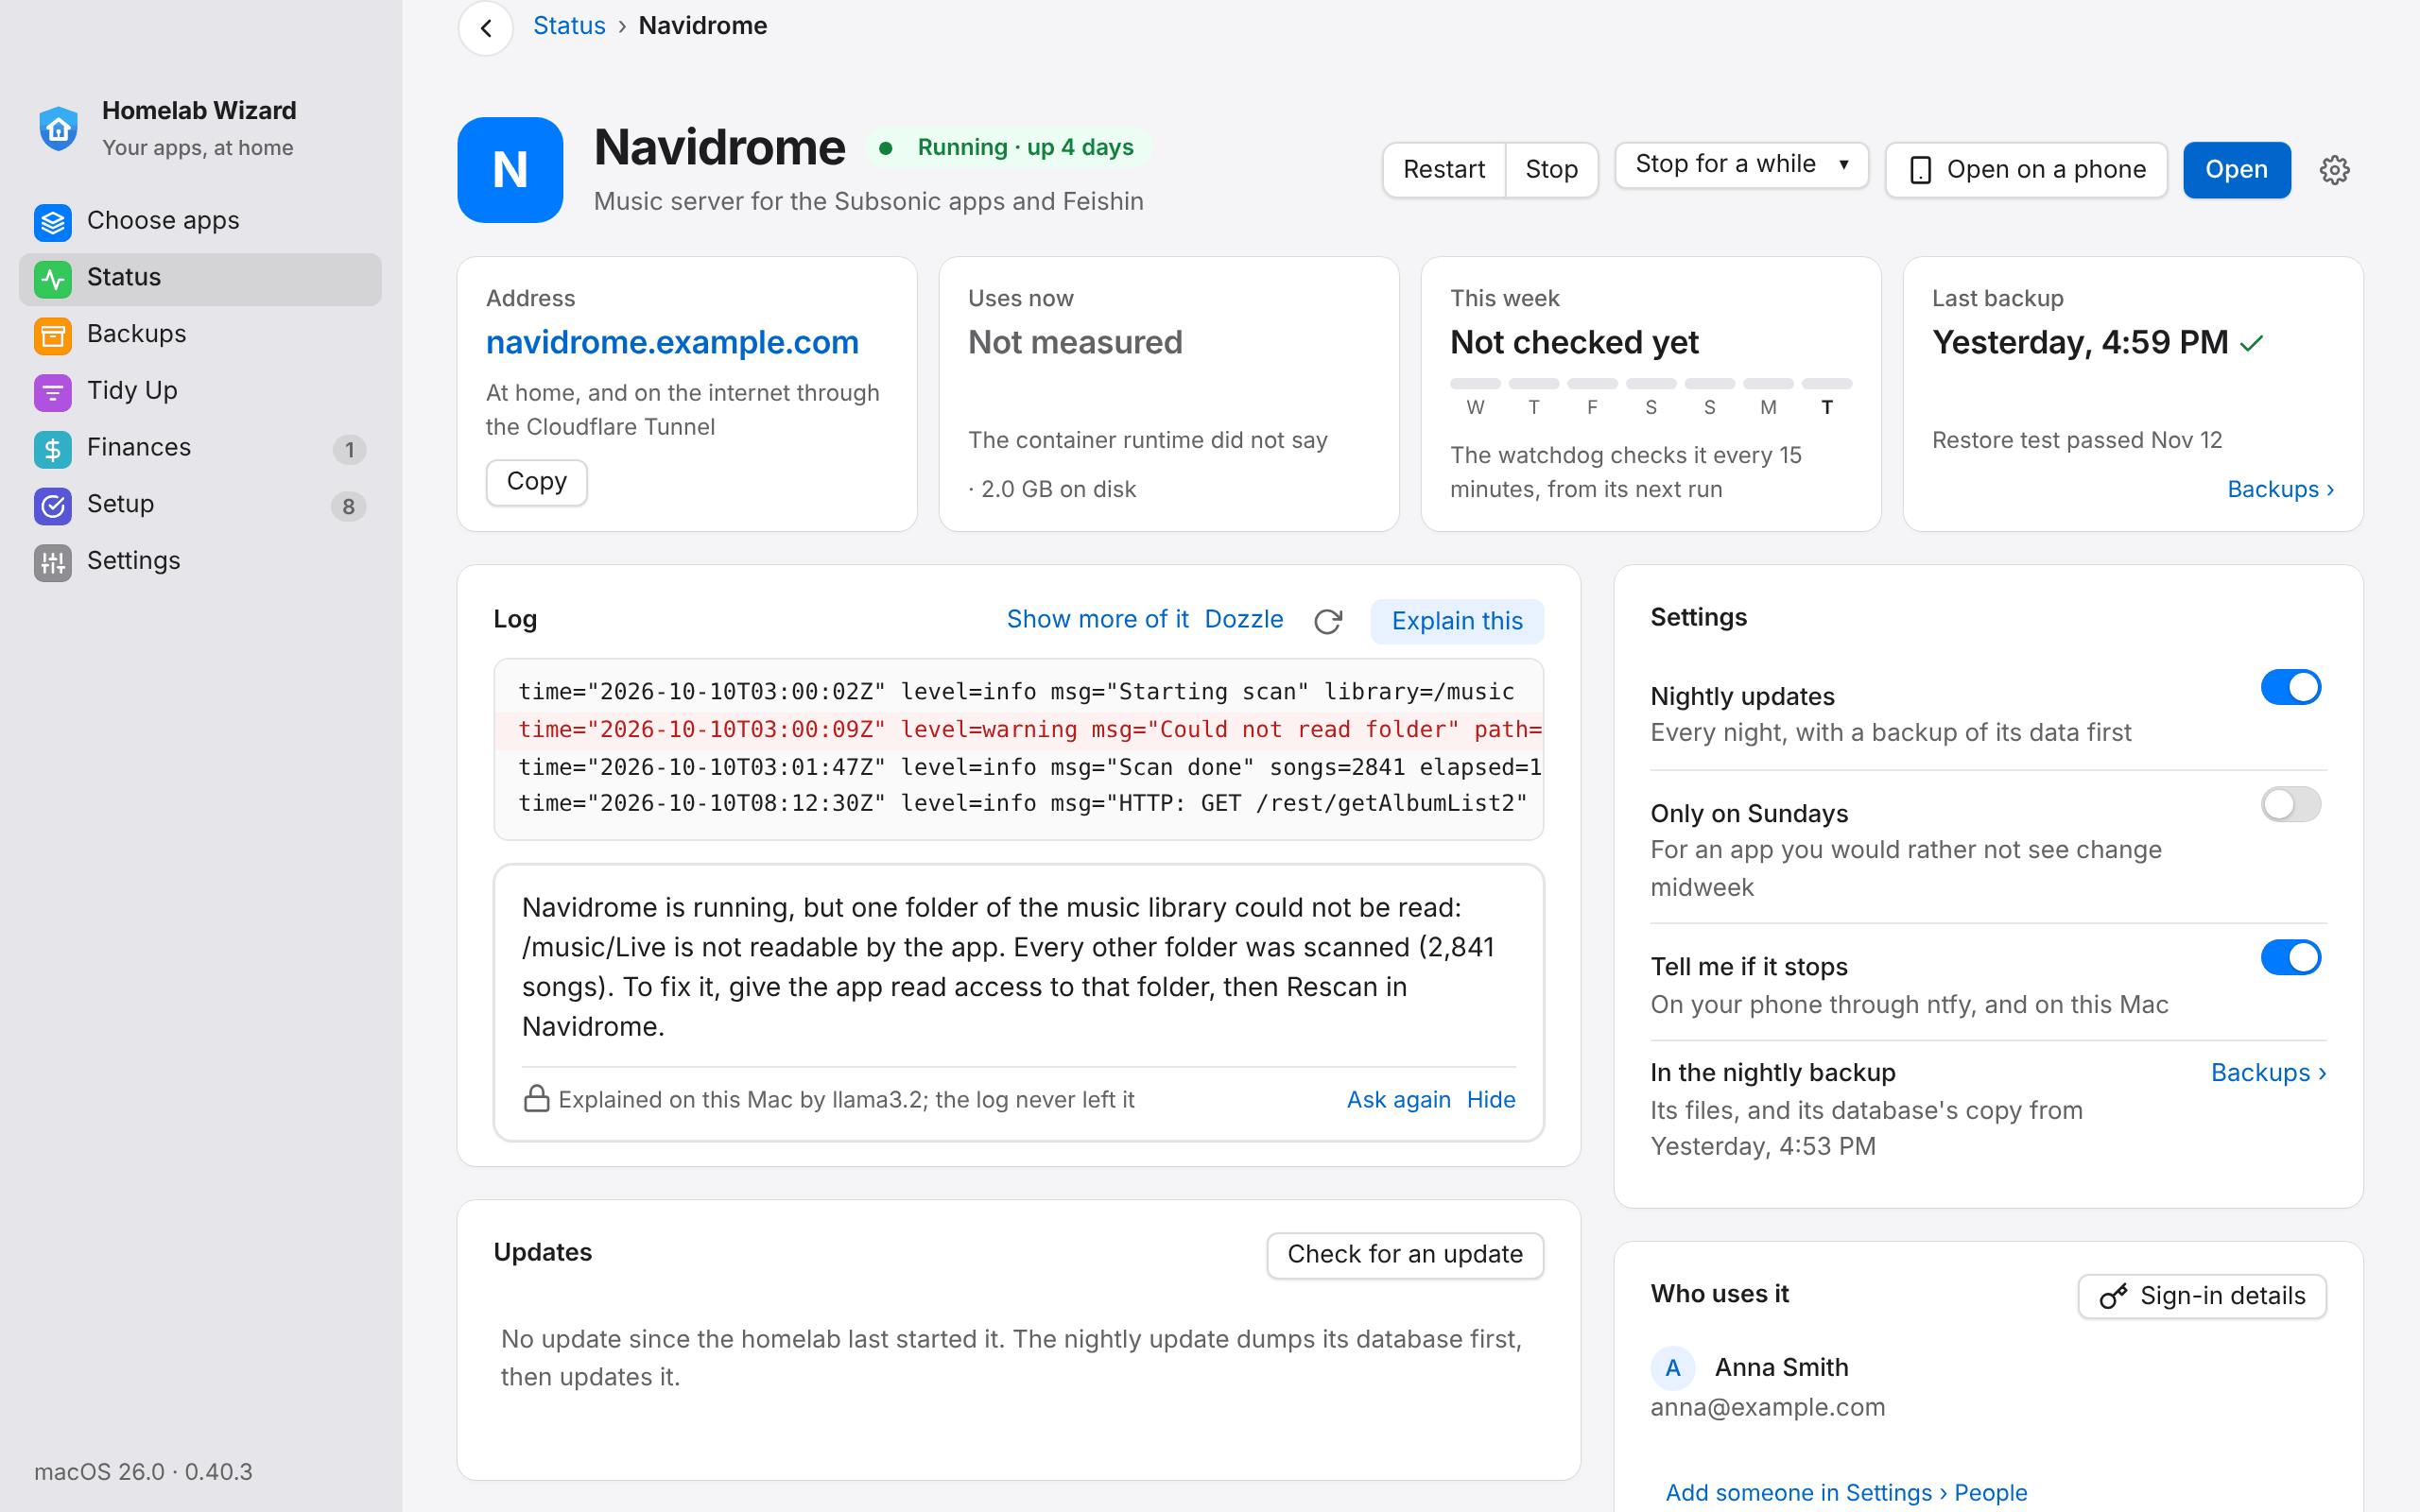 Homelab Wizard
Your apps, at home
Choose apps
Status
Backups
Tidy Up
Finances 1
Setup 8
Settings
macOS 26.0 · 0.40.3
Status › Navidrome
N
Navidrome
Running · up 4 days
Music server for the Subsonic apps and Feishin
Restart
Stop
Stop for a while
Open on a phone
Open
Address
navidrome.example.com
At home, and on the internet through
the Cloudflare Tunnel
Copy
Uses now
Not measured
The container runtime did not say
· 2.0 GB on disk
This week
Not checked yet
W T F S S M T
The watchdog checks it every 15
minutes, from its next run
Last backup
Yesterday, 4:59 PM
Restore test passed Nov 12
Backups ›
Log
Show more of it
Dozzle
Explain this
time="2026-10-10T03:00:02Z" level=info msg="Starting scan" library=/music
time="2026-10-10T03:00:09Z" level=warning msg="Could not read folder" path=
time="2026-10-10T03:01:47Z" level=info msg="Scan done" songs=2841 elapsed=1
time="2026-10-10T08:12:30Z" level=info msg="HTTP: GET /rest/getAlbumList2"
Navidrome is running, but one folder of the music library could not be read:
/music/Live is not readable by the app. Every other folder was scanned (2,841
songs). To fix it, give the app read access to that folder, then Rescan in
Navidrome.
Explained on this Mac by llama3.2; the log never left it
Ask again
Hide
Updates
Check for an update
No update since the homelab last started it. The nightly update dumps its database first,
then updates it.
Settings
Nightly updates
Every night, with a backup of its data first
Only on Sundays
For an app you would rather not see change
midweek
Tell me if it stops
On your phone through ntfy, and on this Mac
In the nightly backup
Backups ›
Its files, and its database's copy from
Yesterday, 4:53 PM
Who uses it
Sign-in details
A
Anna Smith
anna@example.com
Add someone in Settings › People